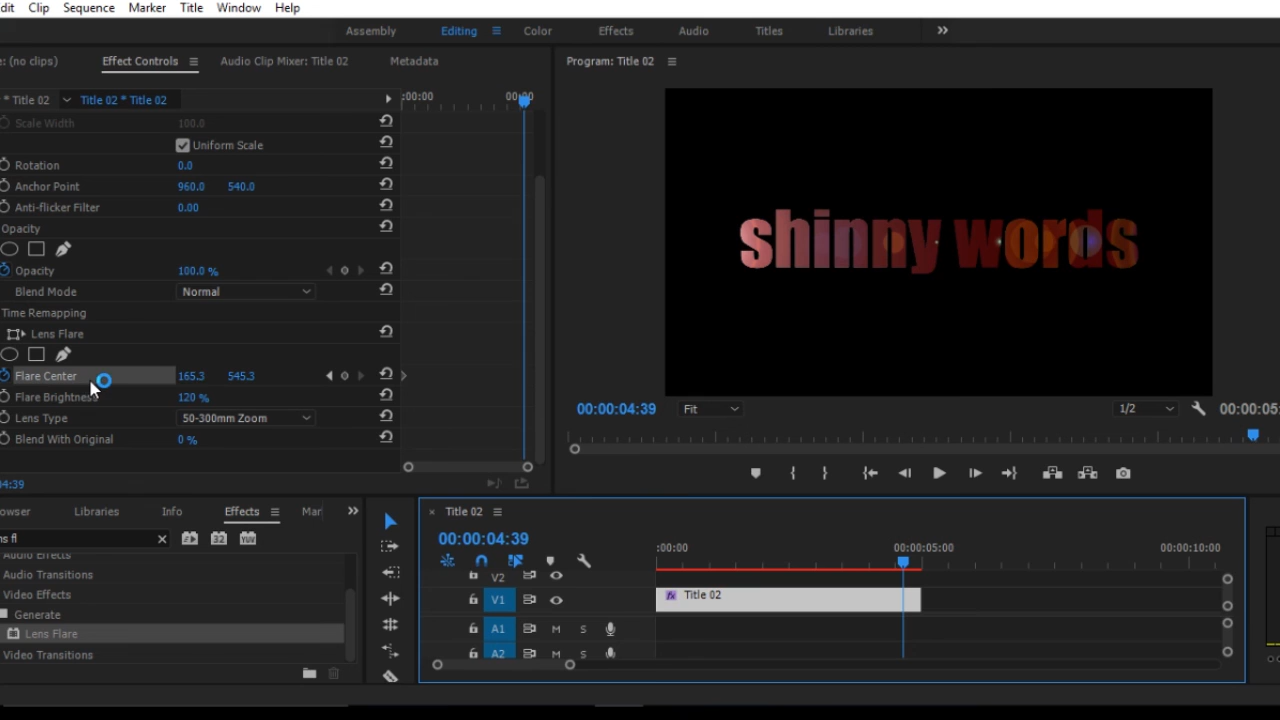 dit Clip Sequence Marker Title Window Help
Assembly Editing Color Effects Audio Titles Libraries
e: (no clips) Effect Controls Audio Clip Mixer: Title 02 Metadata Program: Title 02
* Title 02 Title 02 * Title 02 :00:00 00:00
Scale Width 100.0
Uniform Scale
Rotation 0.0
Anchor Point 960.0 540.0
Anti-flicker Filter 0.00
Opacity
Opacity 100.0 %
Blend Mode Normal
Time Remapping
Lens Flare
Flare Center 165.3 545.3
Flare Brightness 120 %
Lens Type 50-300mm Zoom
Blend With Original 0 %
4:39
shinny words
00:00:04:39 Fit 1/2 00:00:05:
owser Libraries Info Effects Mar
ns fl
Audio Effects
Audio Transitions
Video Effects
Generate
Lens Flare
Video Transitions
× Title 02
00:00:04:39
:00:00 00:00:05:00 00:00:10:00
V2
V1 fx Title 02
A1 M S
A2 M S